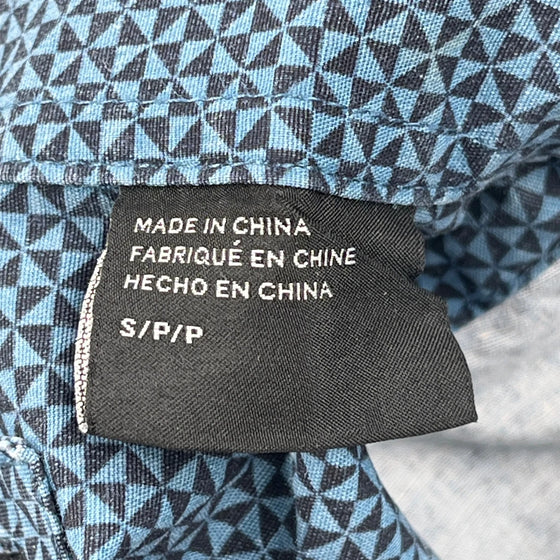 MADE IN CHINA
FABRIQUÉ EN CHINE
HECHO EN CHINA
S/P/P